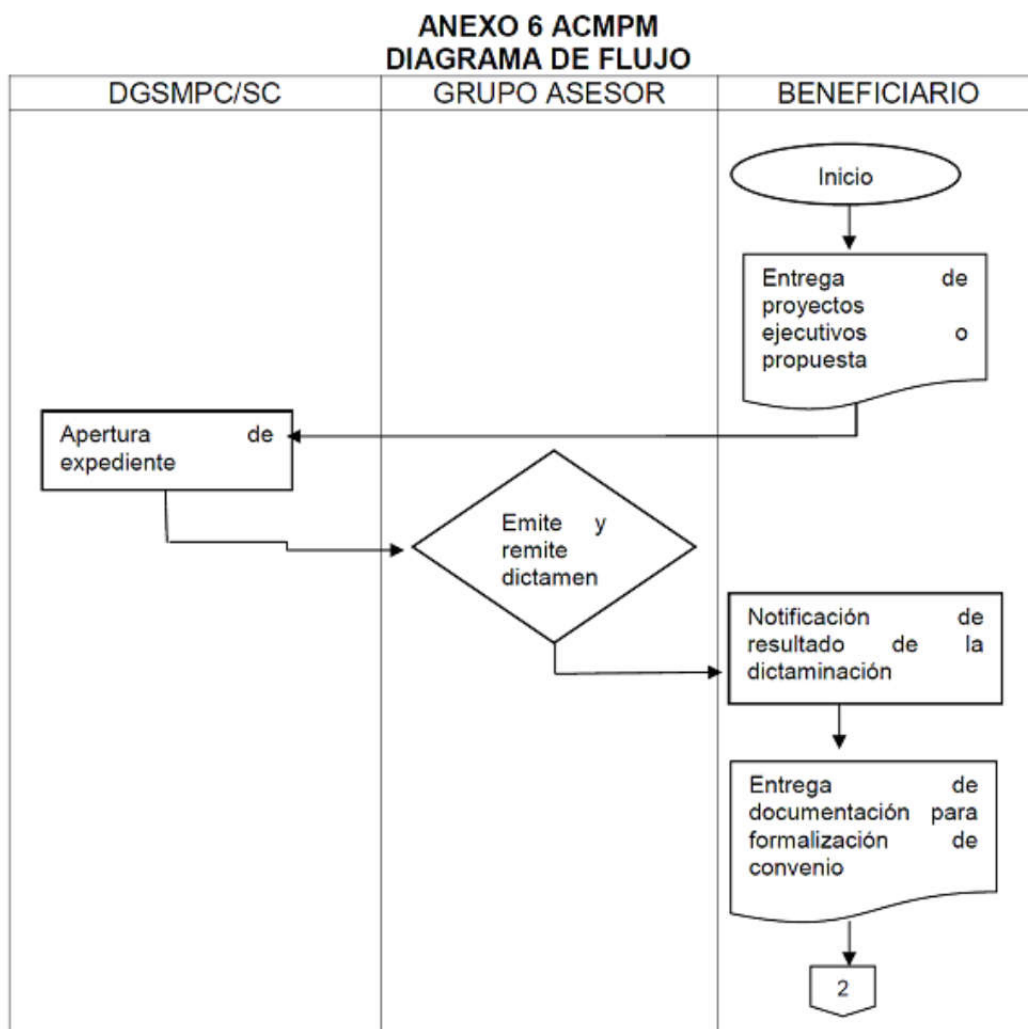 ANEXO 6 ACMPM
DIAGRAMA DE FLUJO
DGSMPC/SC GRUPO ASESOR BENEFICIARIO
Inicio
Entrega de
proyectos
ejecutivos o
propuesta
Apertura de
expediente
Emite y
remite
dictamen
Notificación de
resultado de la
dictaminación
Entrega de
documentación para
formalización de
convenio
2